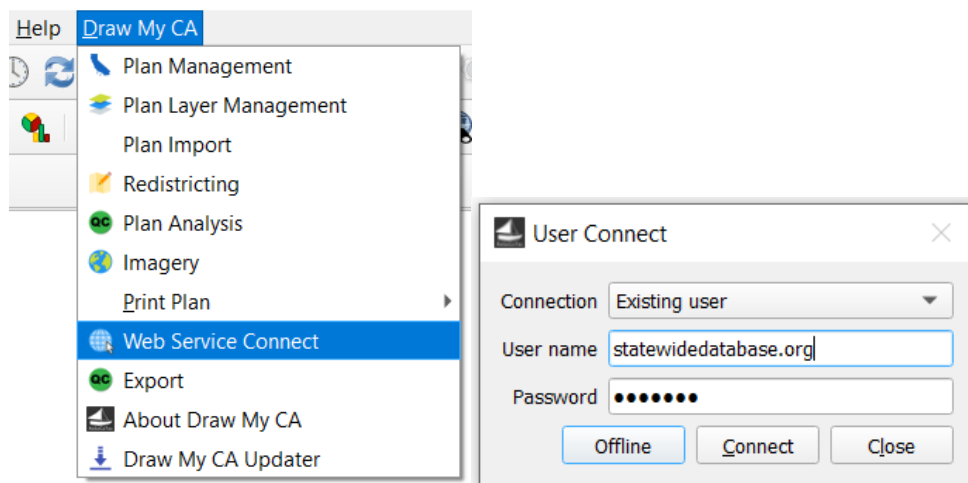 Help Draw My CA
Plan Management
Plan Layer Management
Plan Import
Redistricting
QC Plan Analysis
Imagery
Print Plan
Web Service Connect
QC Export
About Draw My CA
Draw My CA Updater
User Connect
Connection Existing user
User name statewidedatabase.org
Password ●●●●●●●
Offline Connect Close